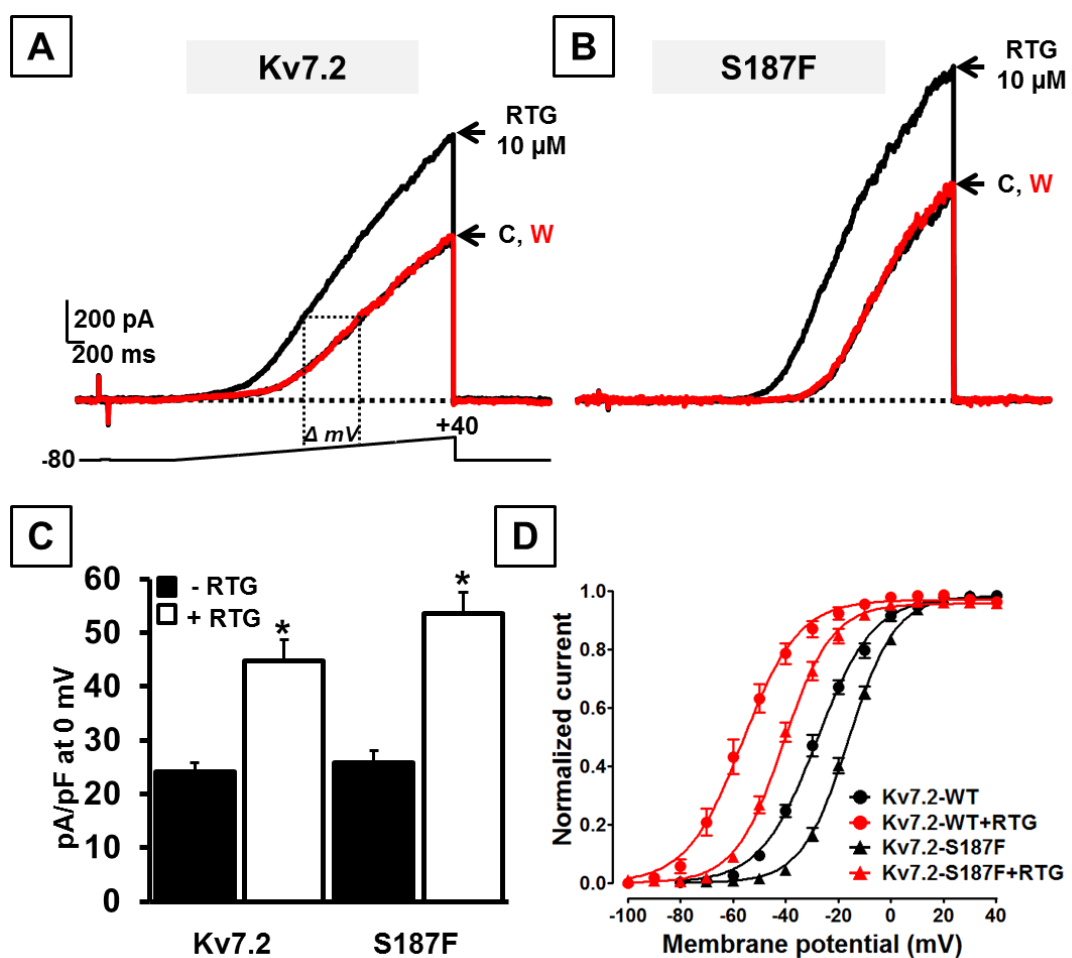 A
Kv7.2
RTG
10 µM
C, W
200 pA
200 ms
Δ mV
+40
-80
B
S187F
RTG
10 µM
C, W
C
- RTG
+ RTG
*
*
pA/pF at 0 mV
60
50
40
30
20
10
0
Kv7.2
S187F
D
Normalized current
1.0
0.8
0.6
0.4
0.2
0.0
Kv7.2-WT
Kv7.2-WT+RTG
Kv7.2-S187F
Kv7.2-S187F+RTG
-100 -80 -60 -40 -20 0 20 40
Membrane potential (mV)